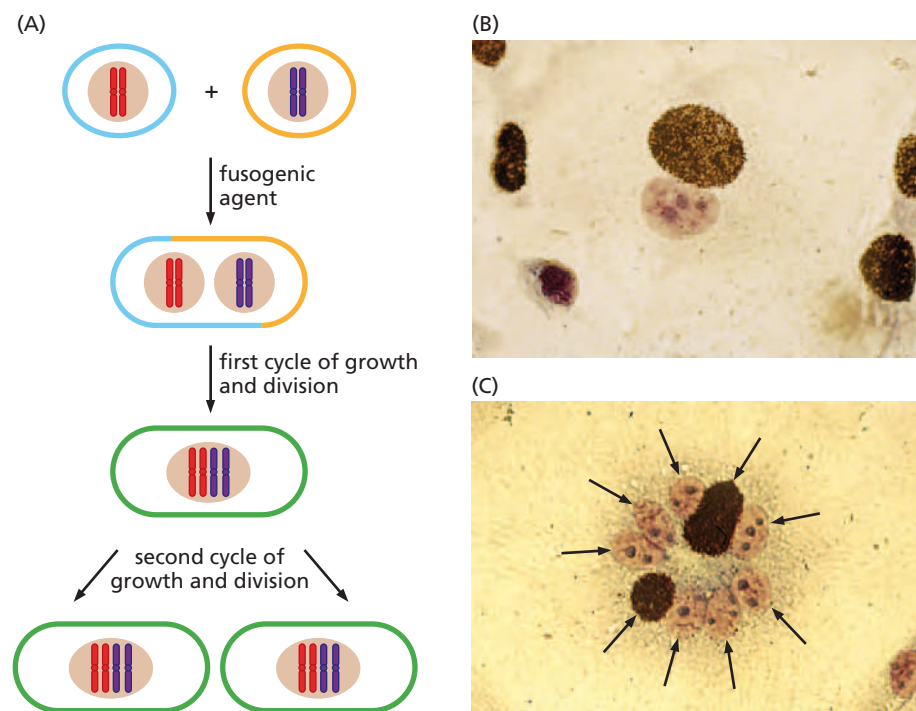 (A)
+
fusogenic
agent
first cycle of growth
and division
second cycle of
growth and division
(B)
(C)